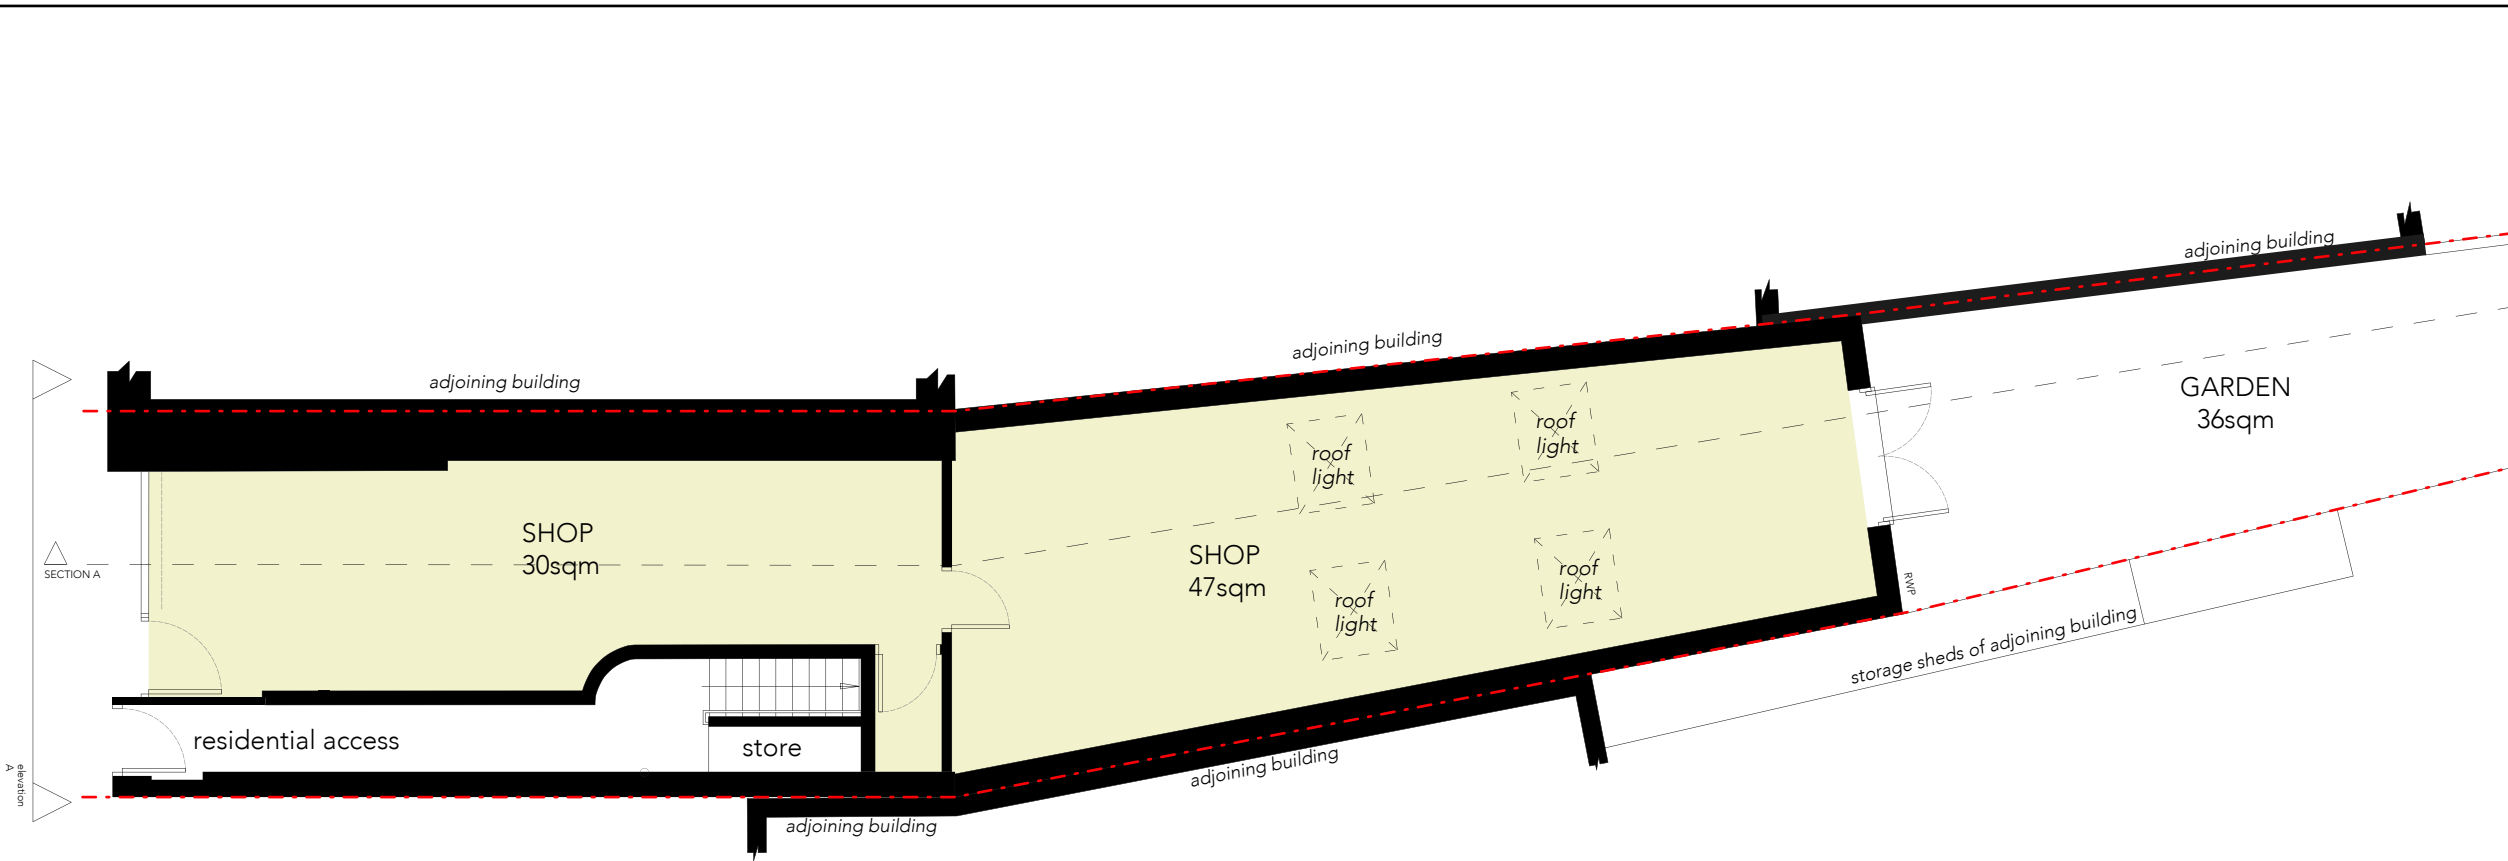 adjoining building
adjoining building
adjoining building
GARDEN
36sqm
roof
light
roof
light
SHOP
30sqm
SHOP
47sqm
roof
light
roof
light
SECTION A
RWP
residential access
store
storage sheds of adjoining building
adjoining building
adjoining building
elevation
A